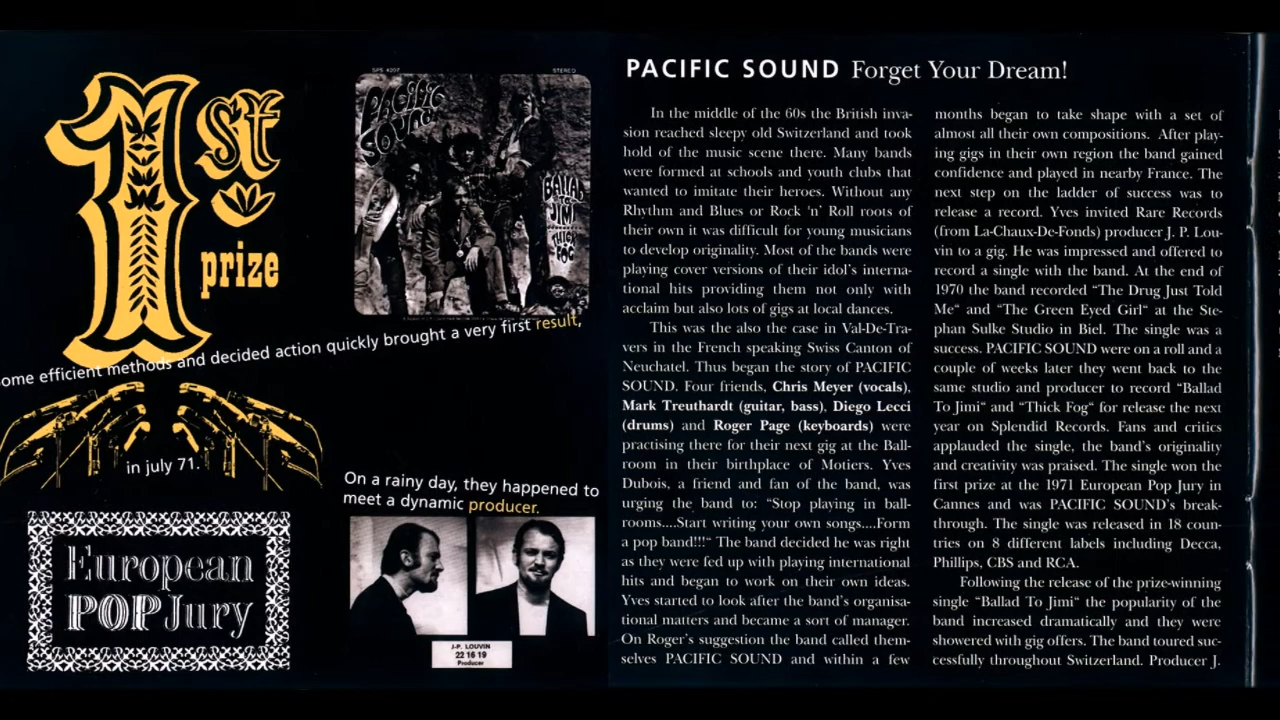 1st
prize
SPS 4207
STEREO
PACIFIC
SOUND
BALLAD
TO
JIMI
THICK
FOG
ome efficient methods and decided action quickly brought a very first result,
in july 71.
European
POP Jury
On a rainy day, they happened to
meet a dynamic producer.
J-P. LOUVIN
22 16 19
Producer
PACIFIC SOUND Forget Your Dream!
In the middle of the 60s the British inva-
sion reached sleepy old Switzerland and took
hold of the music scene there. Many bands
were formed at schools and youth clubs that
wanted to imitate their heroes. Without any
Rhythm and Blues or Rock 'n' Roll roots of
their own it was difficult for young musicians
to develop originality. Most of the bands were
playing cover versions of their idol's interna-
tional hits providing them not only with
acclaim but also lots of gigs at local dances.
This was the also the case in Val-De-Tra-
vers in the French speaking Swiss Canton of
Neuchatel. Thus began the story of PACIFIC
SOUND. Four friends, Chris Meyer (vocals),
Mark Treuthardt (guitar, bass), Diego Lecci
(drums) and Roger Page (keyboards) were
practising there for their next gig at the Ball-
room in their birthplace of Motiers. Yves
Dubois, a friend and fan of the band, was
urging the band to: "Stop playing in ball-
rooms....Start writing your own songs....Form
a pop band!!!" The band decided he was right
as they were fed up with playing international
hits and began to work on their own ideas.
Yves started to look after the band's organisa-
tional matters and became a sort of manager.
On Roger's suggestion the band called them-
selves PACIFIC SOUND and within a few
months began to take shape with a set of
almost all their own compositions. After play-
ing gigs in their own region the band gained
confidence and played in nearby France. The
next step on the ladder of success was to
release a record. Yves invited Rare Records
(from La-Chaux-De-Fonds) producer J. P. Lou-
vin to a gig. He was impressed and offered to
record a single with the band. At the end of
1970 the band recorded "The Drug Just Told
Me" and "The Green Eyed Girl" at the Ste-
phan Sulke Studio in Biel. The single was a
success. PACIFIC SOUND were on a roll and a
couple of weeks later they went back to the
same studio and producer to record "Ballad
To Jimi" and "Thick Fog" for release the next
year on Splendid Records. Fans and critics
applauded the single, the band's originality
and creativity was praised. The single won the
first prize at the 1971 European Pop Jury in
Cannes and was PACIFIC SOUND's break-
through. The single was released in 18 coun-
tries on 8 different labels including Decca,
Phillips, CBS and RCA.
Following the release of the prize-winning
single "Ballad To Jimi" the popularity of the
band increased dramatically and they were
showered with gig offers. The band toured suc-
cessfully throughout Switzerland. Producer J.